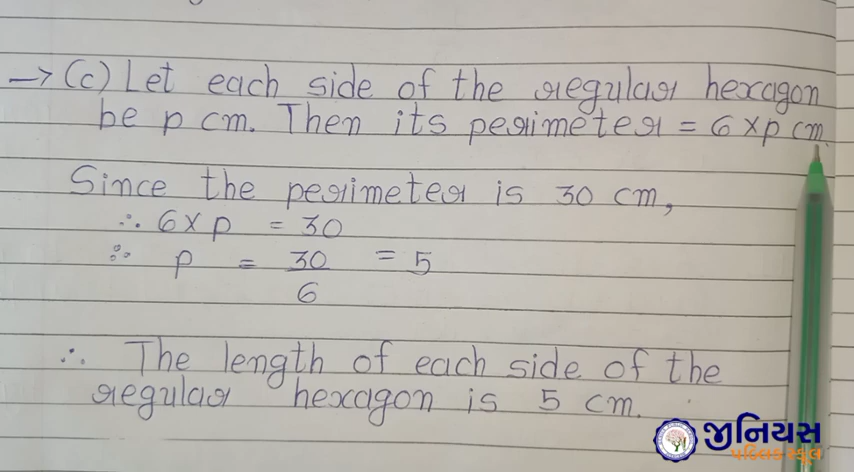 → (c) Let each side of the regular hexagon
be p cm. Then its perimeter = 6 × p cm.
Since the perimeter is 30 cm,
∴ 6 × p = 30
∴ p = 30/6 = 5
∴ The length of each side of the
regular hexagon is 5 cm.
જીનિયસ
પબ્લિક સ્કૂલ